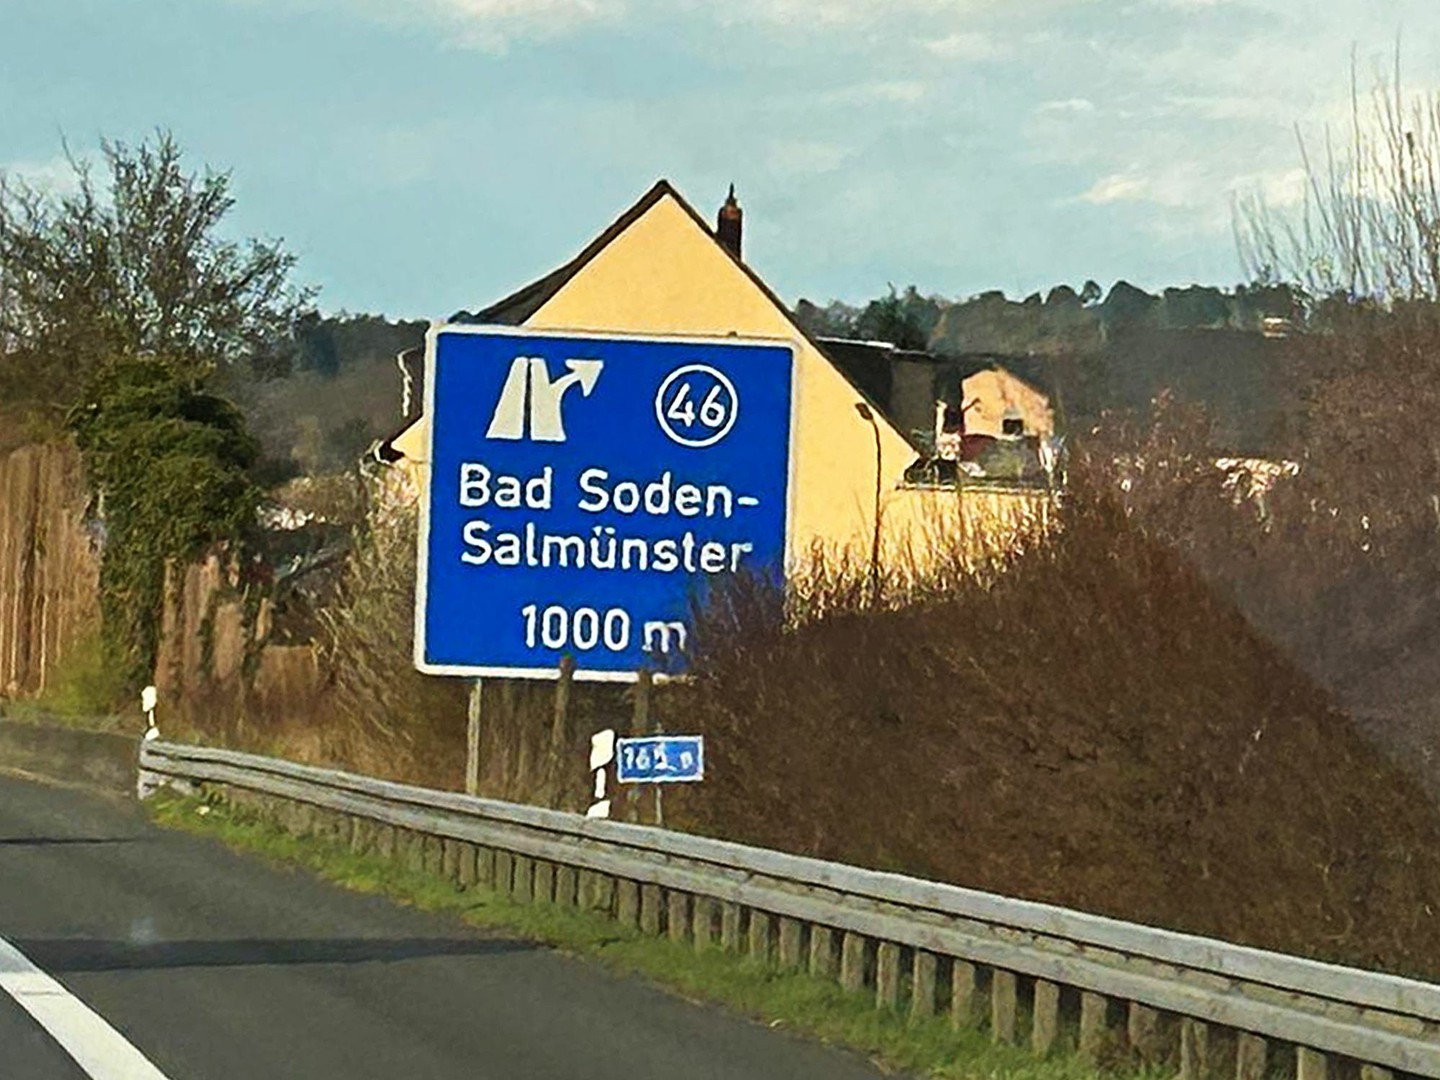 46
Bad Soden-
Salmünster
1000 m